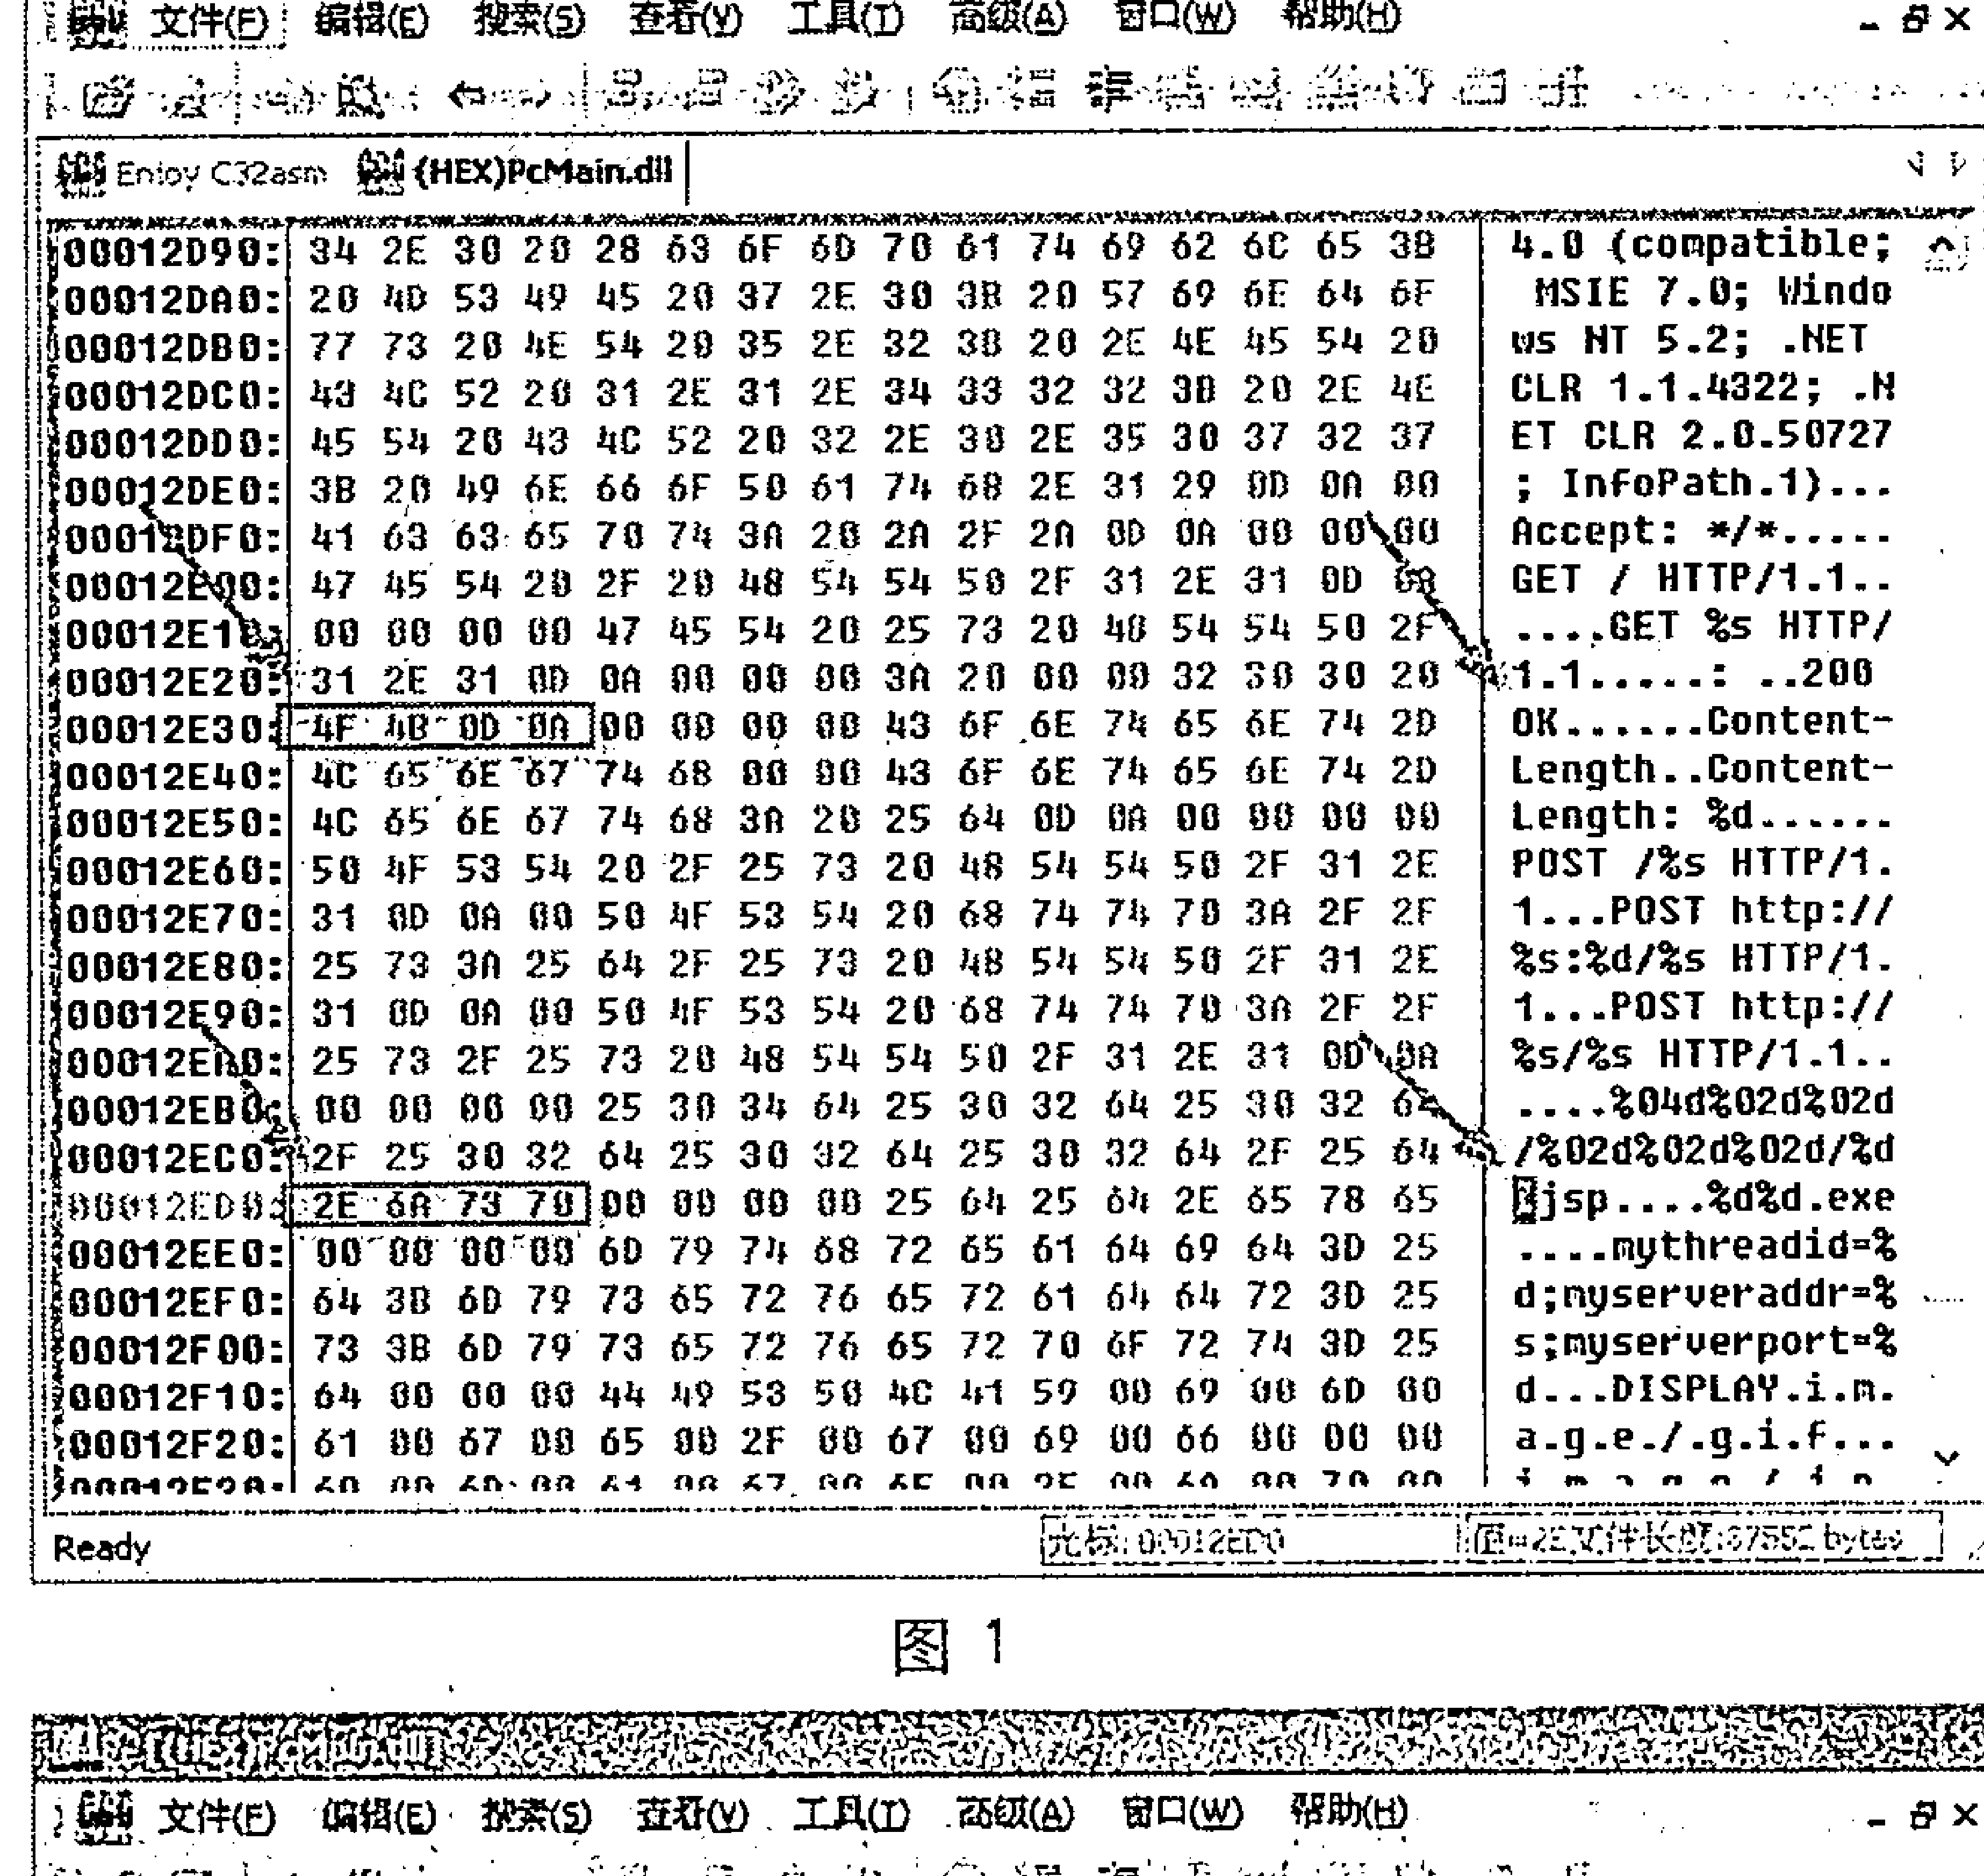 文件(F) 编辑(E) 搜索(S) 查看(V) 工具(T) 高级(A) 窗口(W) 帮助(H)
Enjoy C32asm (HEX)PcMain.dll
00012D90: 34 2E 30 20 28 63 6F 6D 70 61 74 69 62 6C 65 3B 4.0 (compatible;
00012DA0: 20 4D 53 49 45 20 37 2E 30 3B 20 57 69 6E 64 6F  MSIE 7.0; Windo
00012DB0: 77 73 20 4E 54 20 35 2E 32 3B 20 2E 4E 45 54 20 ws NT 5.2; .NET
00012DC0: 43 4C 52 20 31 2E 31 2E 34 33 32 32 3B 20 2E 4E CLR 1.1.4322; .N
00012DD0: 45 54 20 43 4C 52 20 32 2E 30 2E 35 30 37 32 37 ET CLR 2.0.50727
00012DE0: 3B 20 49 6E 66 6F 50 61 74 68 2E 31 29 0D 0A 00 ; InfoPath.1)...
00012DF0: 41 63 63 65 70 74 3A 20 2A 2F 2A 0D 0A 00 00 00 Accept: */*.....
00012E00: 47 45 54 20 2F 20 48 54 54 50 2F 31 2E 31 0D 0A GET / HTTP/1.1..
00012E10: 00 00 00 00 47 45 54 20 25 73 20 48 54 54 50 2F ....GET %s HTTP/
00012E20: 31 2E 31 0D 0A 00 00 00 3A 20 00 00 32 30 30 20 1.1.....: ..200
00012E30: 4F 4B 0D 0A 00 00 00 00 43 6F 6E 74 65 6E 74 2D OK......Content-
00012E40: 4C 65 6E 67 74 68 00 00 43 6F 6E 74 65 6E 74 2D Length..Content-
00012E50: 4C 65 6E 67 74 68 3A 20 25 64 0D 0A 00 00 00 00 Length: %d......
00012E60: 50 4F 53 54 20 2F 25 73 20 48 54 54 50 2F 31 2E POST /%s HTTP/1.
00012E70: 31 0D 0A 00 50 4F 53 54 20 68 74 74 70 3A 2F 2F 1...POST http://
00012E80: 25 73 3A 25 64 2F 25 73 20 48 54 54 50 2F 31 2E %s:%d/%s HTTP/1.
00012E90: 31 0D 0A 00 50 4F 53 54 20 68 74 74 70 3A 2F 2F 1...POST http://
00012EA0: 25 73 2F 25 73 20 48 54 54 50 2F 31 2E 31 0D 0A %s/%s HTTP/1.1..
00012EB0: 00 00 00 00 25 30 34 64 25 30 32 64 25 30 32 64 ....%04d%02d%02d
00012EC0: 2F 25 30 32 64 25 30 32 64 25 30 32 64 2F 25 64 /%02d%02d%02d/%d
00012ED0: 2E 6A 73 70 00 00 00 00 25 64 25 64 2E 65 78 65 .jsp....%d%d.exe
00012EE0: 00 00 00 00 6D 79 74 68 72 65 61 64 69 64 3D 25 ....mythreadid=%
00012EF0: 64 3B 6D 79 73 65 72 76 65 72 61 64 64 72 3D 25 d;myserveraddr=%
00012F00: 73 3B 6D 79 73 65 72 76 65 72 70 6F 72 74 3D 25 s;myserverport=%
00012F10: 64 00 00 00 44 49 53 50 4C 41 59 00 69 00 6D 00 d...DISPLAY.i.m.
00012F20: 61 00 67 00 65 00 2F 00 67 00 69 00 66 00 00 00 a.g.e./.g.i.f...
Ready 光标: 00012ED0
图 1
文件(F) 编辑(E) 搜索(S) 查看(V) 工具(T) 高级(A) 窗口(W) 帮助(H)